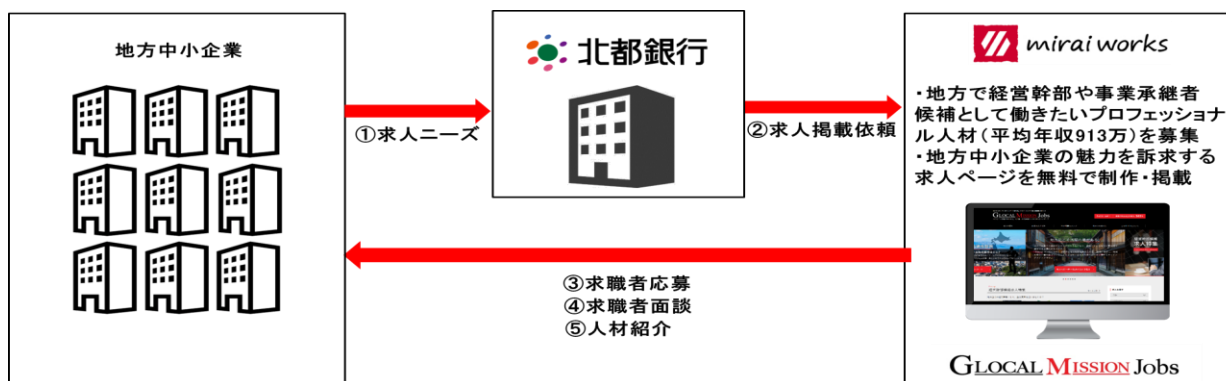 地方中小企業
①求人ニーズ
北都銀行
②求人掲載依頼
mirai works
・地方で経営幹部や事業承継者
候補として働きたいプロフェッショナ
ル人材(平均年収913万)を募集
・地方中小企業の魅力を訴求する
求人ページを無料で制作・掲載
GLOCAL MISSION JOBS
③求職者応募
④求職者面談
⑤人材紹介
GLOCAL MISSION JOBS